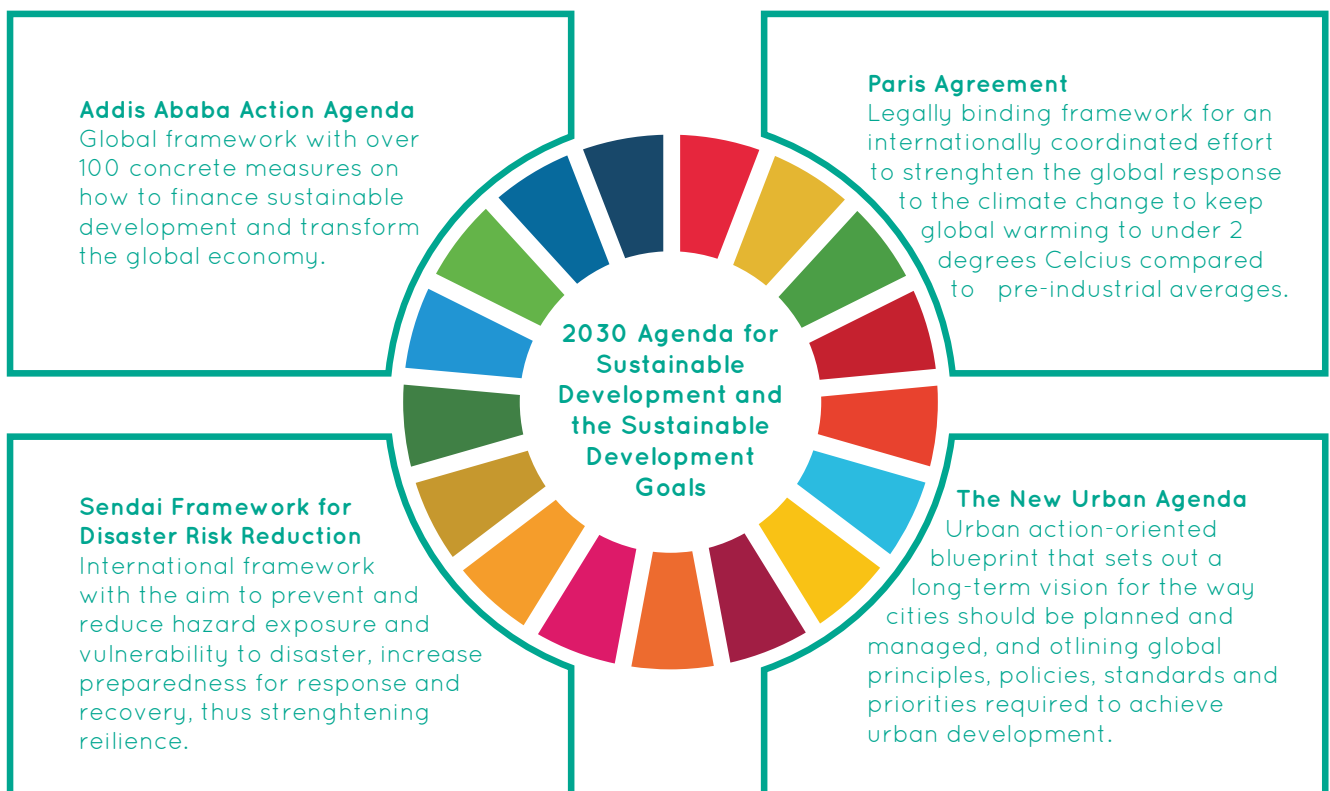 Addis Ababa Action Agenda
Global framework with over
100 concrete measures on
how to finance sustainable
development and transform
the global economy.
Paris Agreement
Legally binding framework for an
internationally coordinated effort
to strenghten the global response
to the climate change to keep
global warming to under 2
degrees Celcius compared
to pre-industrial averages.
2030 Agenda for
Sustainable
Development and
the Sustainable
Development
Goals
Sendai Framework for
Disaster Risk Reduction
International framework
with the aim to prevent and
reduce hazard exposure and
vulnerability to disaster, increase
preparedness for response and
recovery, thus strenghtening
reilience.
The New Urban Agenda
Urban action-oriented
blueprint that sets out a
long-term vision for the way
cities should be planned and
managed, and otlining global
principles, policies, standards and
priorities required to achieve
urban development.